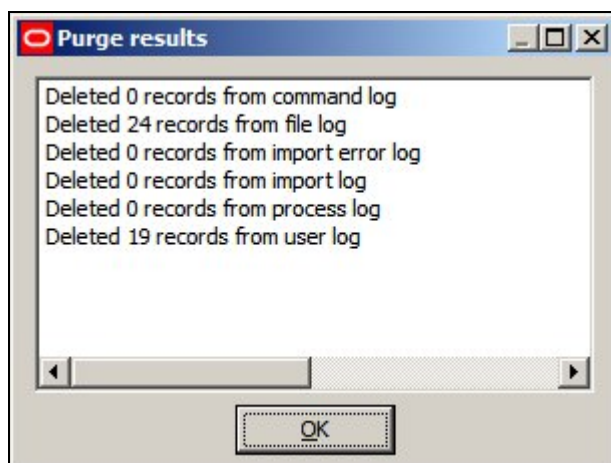 Purge results
Deleted 0 records from command log
Deleted 24 records from file log
Deleted 0 records from import error log
Deleted 0 records from import log
Deleted 0 records from process log
Deleted 19 records from user log
OK